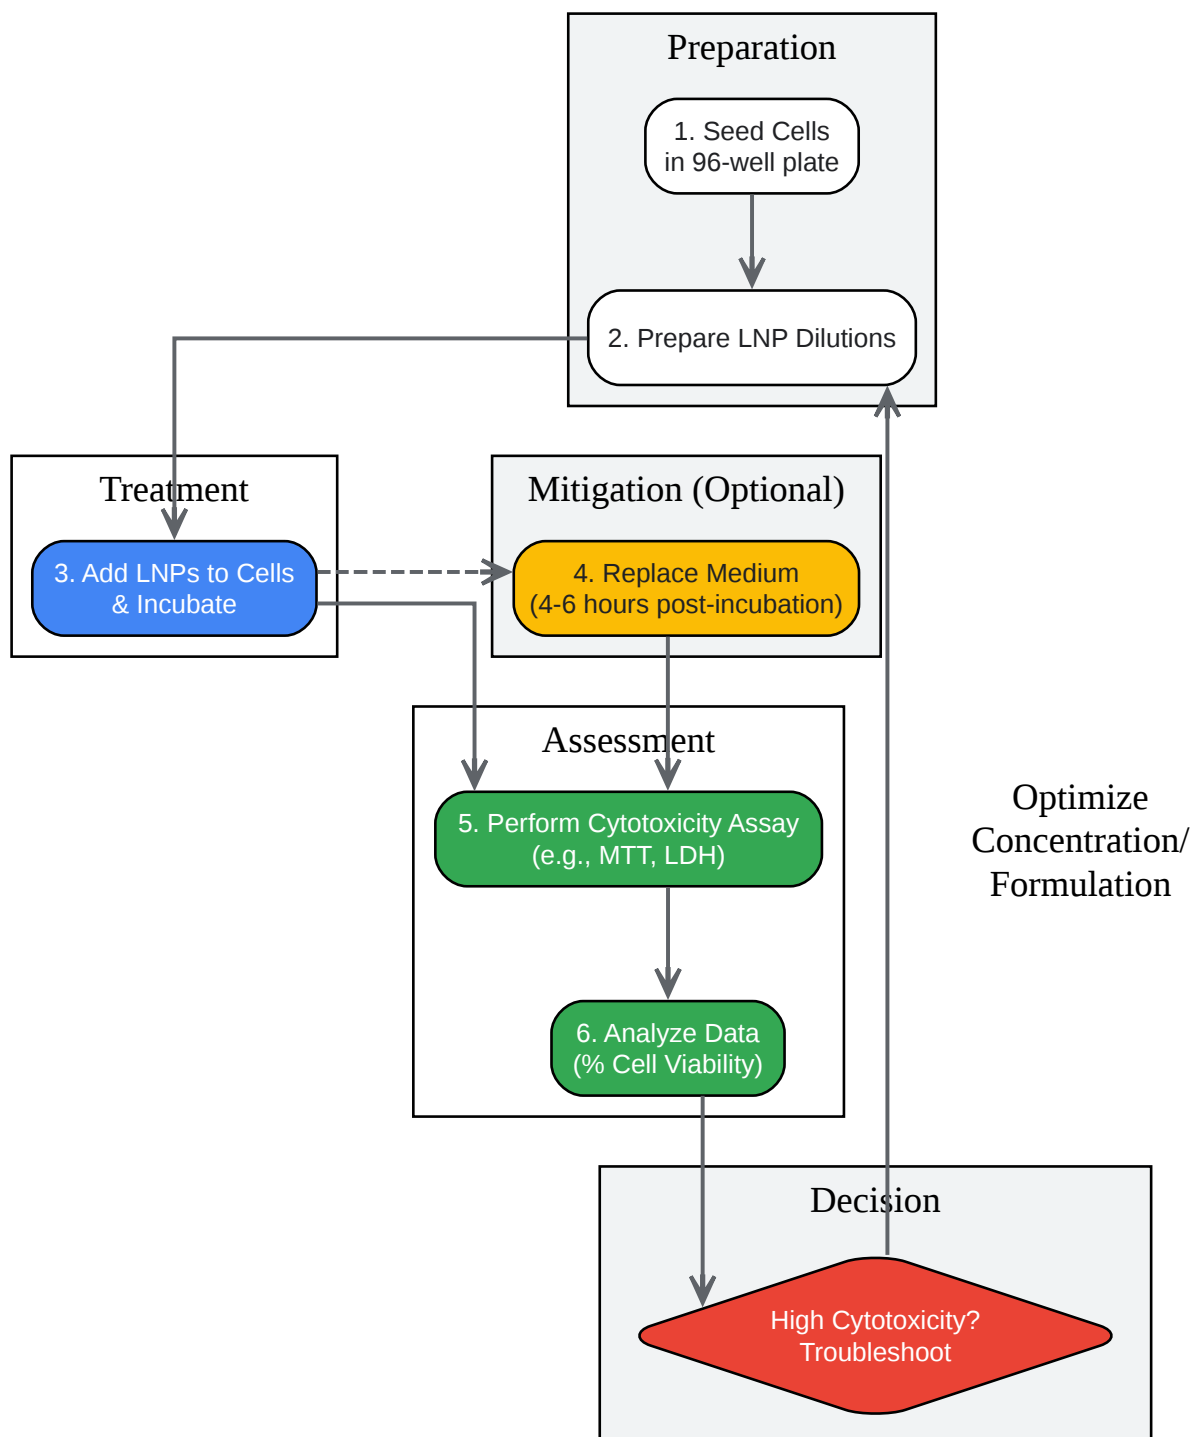 Preparation
1. Seed Cells
in 96-well plate
2. Prepare LNP Dilutions
Treatment
3. Add LNPs to Cells
& Incubate
Mitigation (Optional)
4. Replace Medium
(4-6 hours post-incubation)
Assessment
5. Perform Cytotoxicity Assay
(e.g., MTT, LDH)
6. Analyze Data
(% Cell Viability)
Optimize
Concentration/
Formulation
Decision
High Cytotoxicity?
Troubleshoot